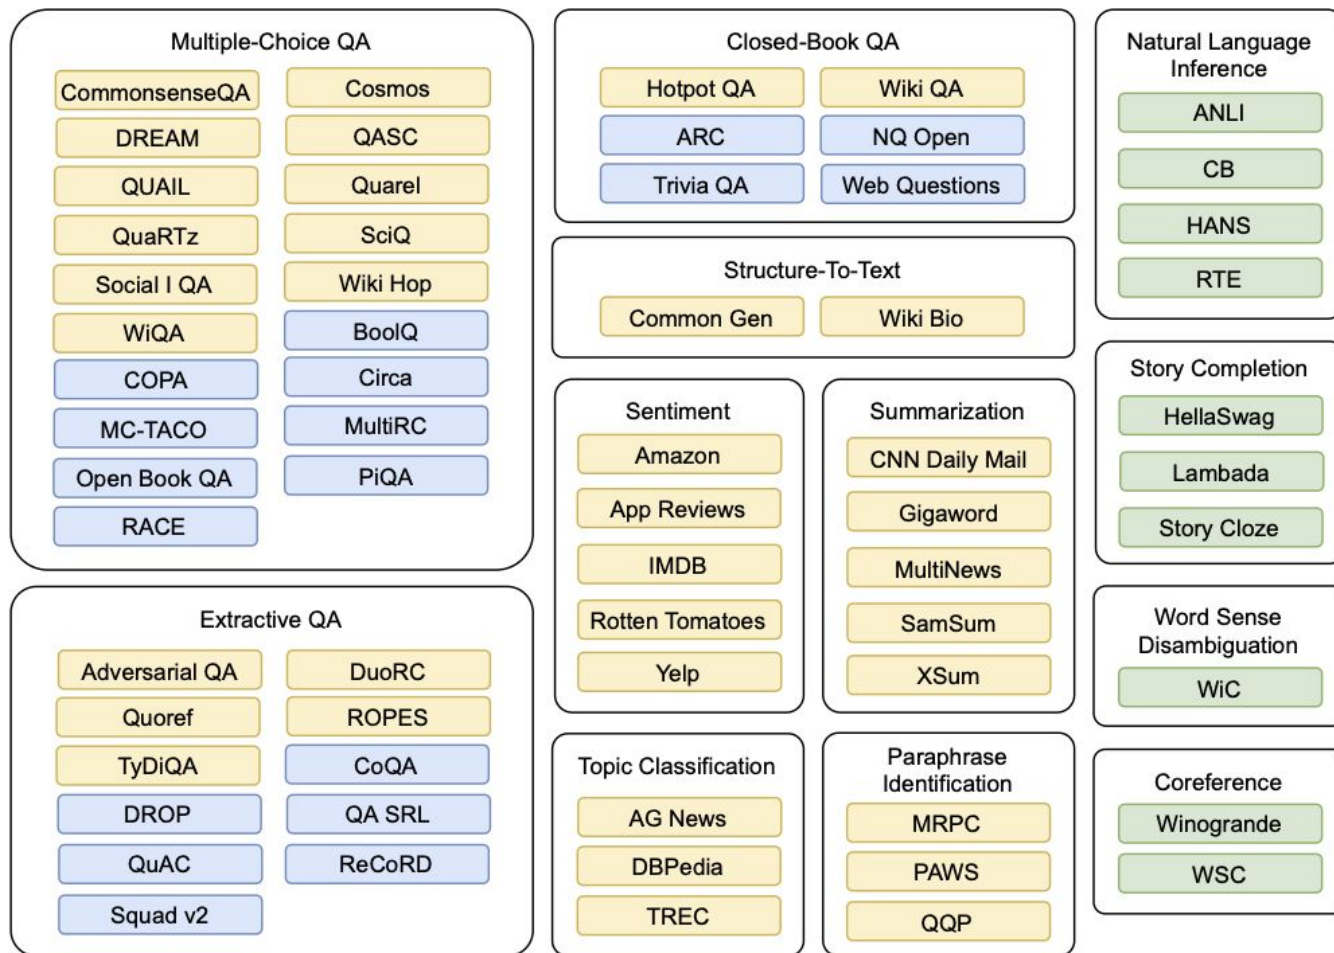 Multiple-Choice QA
CommonsenseQA
DREAM
QUAIL
QuaRTz
Social I QA
WiQA
COPA
MC-TACO
Open Book QA
RACE
Cosmos
QASC
Quarel
SciQ
Wiki Hop
BoolQ
Circa
MultiRC
PiQA
Extractive QA
Adversarial QA
Quoref
TyDiQA
DROP
QuAC
Squad v2
DuoRC
ROPES
CoQA
QA SRL
ReCoRD
Closed-Book QA
Hotpot QA
ARC
Trivia QA
Wiki QA
NQ Open
Web Questions
Structure-To-Text
Common Gen
Wiki Bio
Sentiment
Amazon
App Reviews
IMDB
Rotten Tomatoes
Yelp
Summarization
CNN Daily Mail
Gigaword
MultiNews
SamSum
XSum
Topic Classification
AG News
DBPedia
TREC
Paraphrase
Identification
MRPC
PAWS
QQP
Natural Language
Inference
ANLI
CB
HANS
RTE
Story Completion
HellaSwag
Lambada
Story Cloze
Word Sense
Disambiguation
WiC
Coreference
Winogrande
WSC